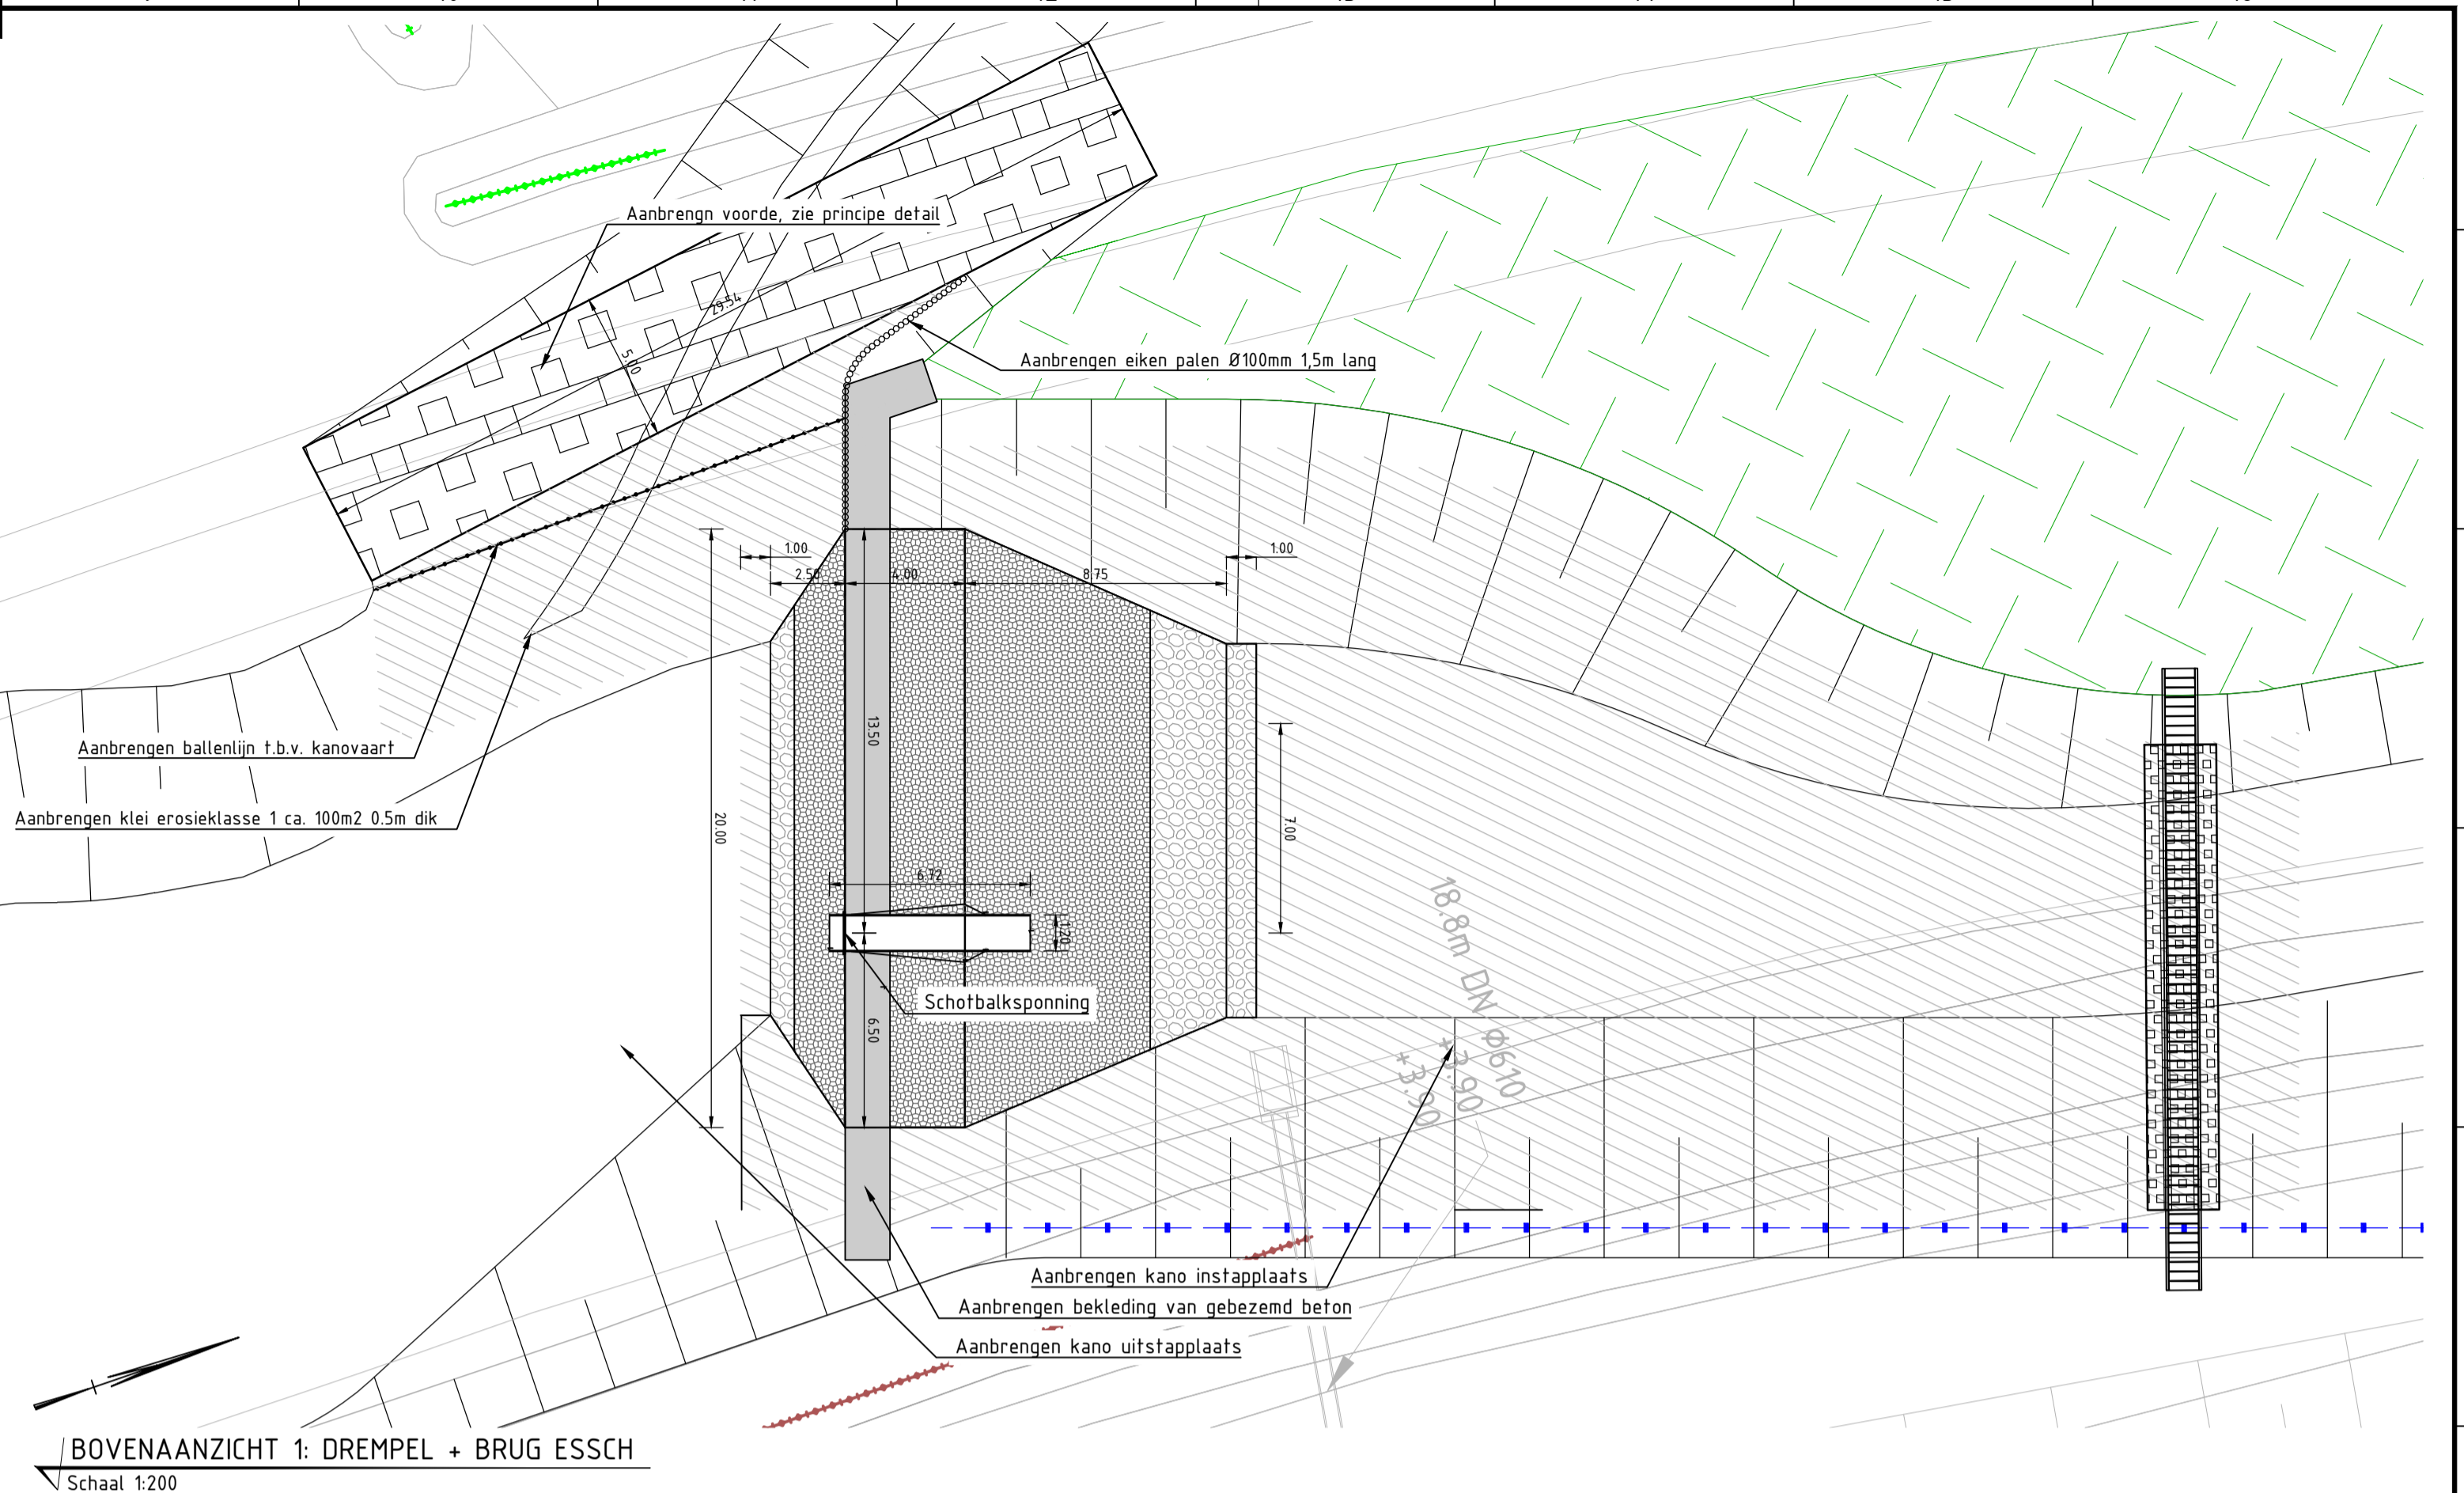 Aanbrengn voorde, zie principe detail
29.54
5.00
Aanbrengen eiken palen Ø100mm 1,5m lang
1.00
1.00
2.50
4.00
8.75
Aanbrengen ballenlijn t.b.v. kanovaart
Aanbrengen klei erosieklasse 1 ca. 100m2 0.5m dik
13.50
20.00
7.00
6.72
1.20
Schotbalksponning
6.50
18.8m DN Ø610
+3.90
+3.90
Aanbrengen kano instapplaats
Aanbrengen bekleding van gebezemd beton
Aanbrengen kano uitstapplaats
BOVENAANZICHT 1: DREMPEL + BRUG ESSCH
Schaal 1:200